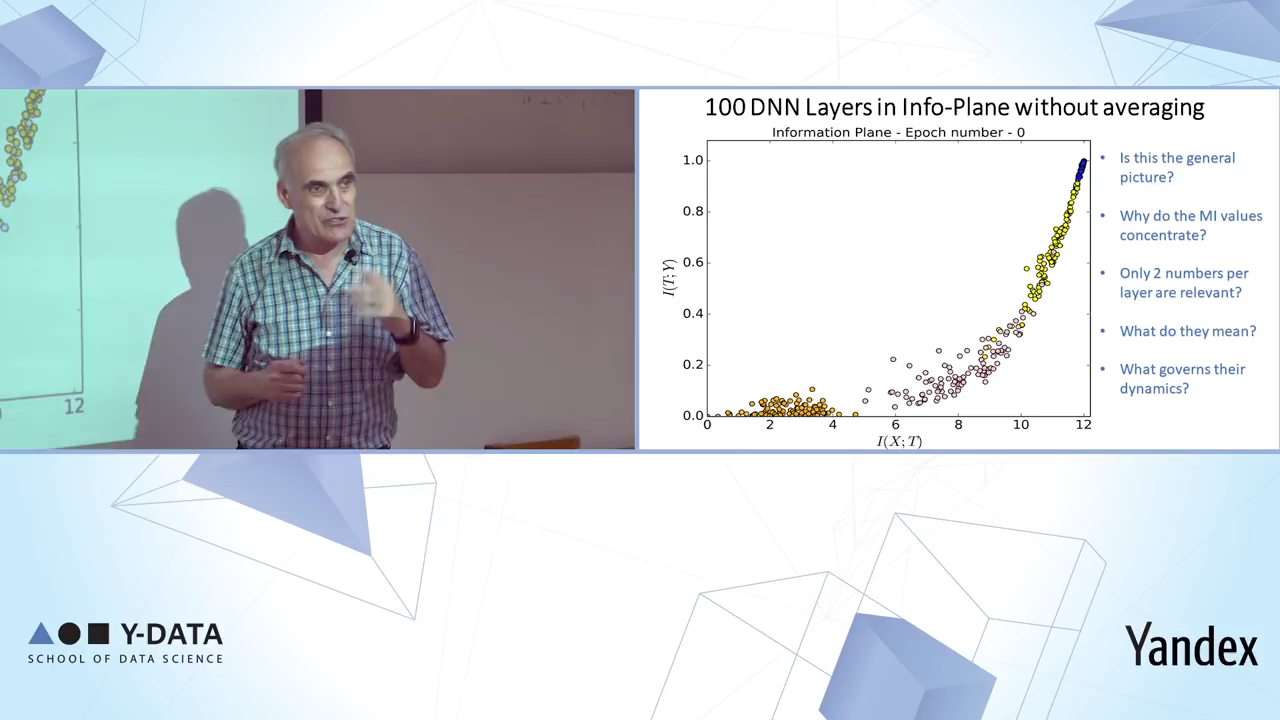 12
100 DNN Layers in Info-Plane without averaging
Information Plane - Epoch number - 0
1.0
0.8
0.6
0.4
0.2
0.0
I(T;Y)
0
2
4
6
8
10
12
I(X;T)
• Is this the general
picture?
• Why do the MI values
concentrate?
• Only 2 numbers per
layer are relevant?
• What do they mean?
• What governs their
dynamics?
Y-DATA
SCHOOL OF DATA SCIENCE
Yandex